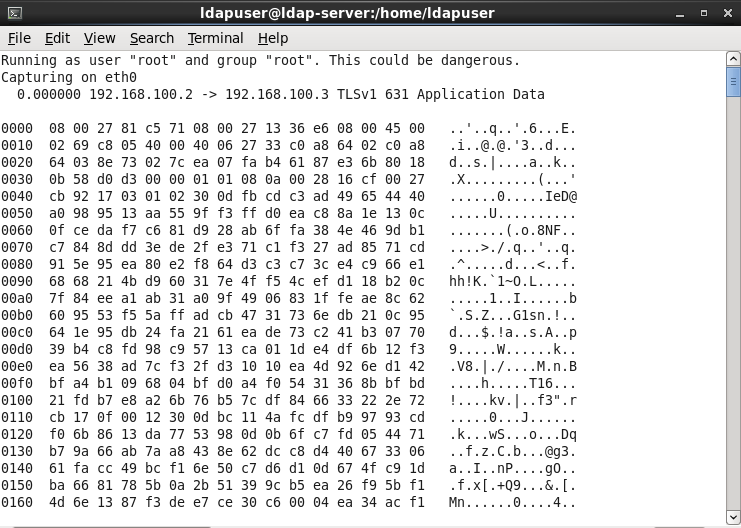 ldapuser@ldap-server:/home/ldapuser
File Edit View Search Terminal Help
Running as user "root" and group "root". This could be dangerous.
Capturing on eth0
  0.000000 192.168.100.2 -> 192.168.100.3 TLSv1 631 Application Data

0000  08 00 27 81 c5 71 08 00 27 13 36 e6 08 00 45 00   ..'..q..'.6...E.
0010  02 69 c8 05 40 00 40 06 27 33 c0 a8 64 02 c0 a8   .i..@.@.'3..d...
0020  64 03 8e 73 02 7c ea 07 fa b4 61 87 e3 6b 80 18   d..s.|....a..k..
0030  0b 58 d0 d3 00 00 01 01 08 0a 00 28 16 cf 00 27   .X.........(...'
0040  cb 92 17 03 01 02 30 0d fb cd c3 ad 49 65 44 40   ......0.....IeD@
0050  a0 98 95 13 aa 55 9f f3 ff d0 ea c8 8a 1e 13 0c   .....U..........
0060  0f ce da f7 c6 81 d9 28 ab 6f fa 38 4e 46 9d b1   .......(.o.8NF..
0070  c7 84 8d dd 3e de 2f e3 71 c1 f3 27 ad 85 71 cd   ....>./.q..'..q.
0080  91 5e 95 ea 80 e2 f8 64 d3 c3 c7 3c e4 c9 66 e1   .^.....d...<..f.
0090  68 68 21 4b d9 60 31 7e 4f f5 4c ef d1 18 b2 0c   hh!K.`1~O.L.....
00a0  7f 84 ee a1 ab 31 a0 9f 49 06 83 1f fe ae 8c 62   .....1..I......b
00b0  60 95 53 f5 5a ff ad cb 47 31 73 6e db 21 0c 95   `.S.Z...G1sn.!..
00c0  64 1e 95 db 24 fa 21 61 ea de 73 c2 41 b3 07 70   d...$.!a..s.A..p
00d0  39 b4 c8 fd 98 c9 57 13 ca 01 1d e4 df 6b 12 f3   9.....W......k..
00e0  ea 56 38 ad 7c f3 2f d3 10 10 ea 4d 92 6e d1 42   .V8.|./....M.n.B
00f0  bf a4 b1 09 68 04 bf d0 a4 f0 54 31 36 8b bf bd   ....h.....T16...
0100  21 fd b7 e8 a2 6b 76 b5 7c df 84 66 33 22 2e 72   !....kv.|..f3".r
0110  cb 17 0f 00 12 30 0d bc 11 4a fc df b9 97 93 cd   .....0...J......
0120  f0 6b 86 13 da 77 53 98 0d 0b 6f c7 fd 05 44 71   .k...wS...o...Dq
0130  b7 9a 66 ab 7a a8 43 8e 62 dc c8 d4 40 67 33 06   ..f.z.C.b...@g3.
0140  61 fa cc 49 bc f1 6e 50 c7 d6 d1 0d 67 4f c9 1d   a..I..nP....gO..
0150  ba 66 81 78 5b 0a 2b 51 39 9c b5 ea 26 f9 5b f1   .f.x[.+Q9...&.[.
0160  4d 6e 13 87 f3 de e7 ce 30 c6 00 04 ea 34 ac f1   Mn......0....4..